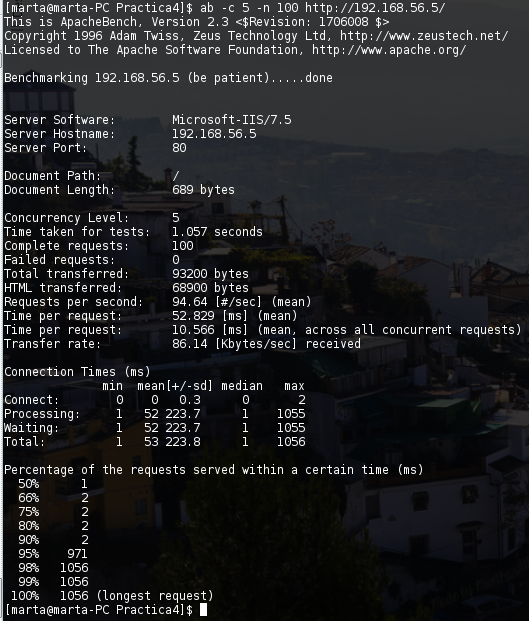 [marta@marta-PC Practica4]$ ab -c 5 -n 100 http://192.168.56.5/
This is ApacheBench, Version 2.3 <$Revision: 1706008 $>
Copyright 1996 Adam Twiss, Zeus Technology Ltd, http://www.zeustech.net/
Licensed to The Apache Software Foundation, http://www.apache.org/

Benchmarking 192.168.56.5 (be patient).....done


Server Software:        Microsoft-IIS/7.5
Server Hostname:        192.168.56.5
Server Port:            80

Document Path:          /
Document Length:        689 bytes

Concurrency Level:      5
Time taken for tests:   1.057 seconds
Complete requests:      100
Failed requests:        0
Total transferred:      93200 bytes
HTML transferred:       68900 bytes
Requests per second:    94.64 [#/sec] (mean)
Time per request:       52.829 [ms] (mean)
Time per request:       10.566 [ms] (mean, across all concurrent requests)
Transfer rate:          86.14 [Kbytes/sec] received

Connection Times (ms)
              min  mean[+/-sd] median   max
Connect:        0    0   0.3      0       2
Processing:     1   52 223.7      1    1055
Waiting:        1   52 223.7      1    1055
Total:          1   53 223.8      1    1056

Percentage of the requests served within a certain time (ms)
  50%      1
  66%      2
  75%      2
  80%      2
  90%      2
  95%    971
  98%   1056
  99%   1056
 100%   1056 (longest request)
[marta@marta-PC Practica4]$